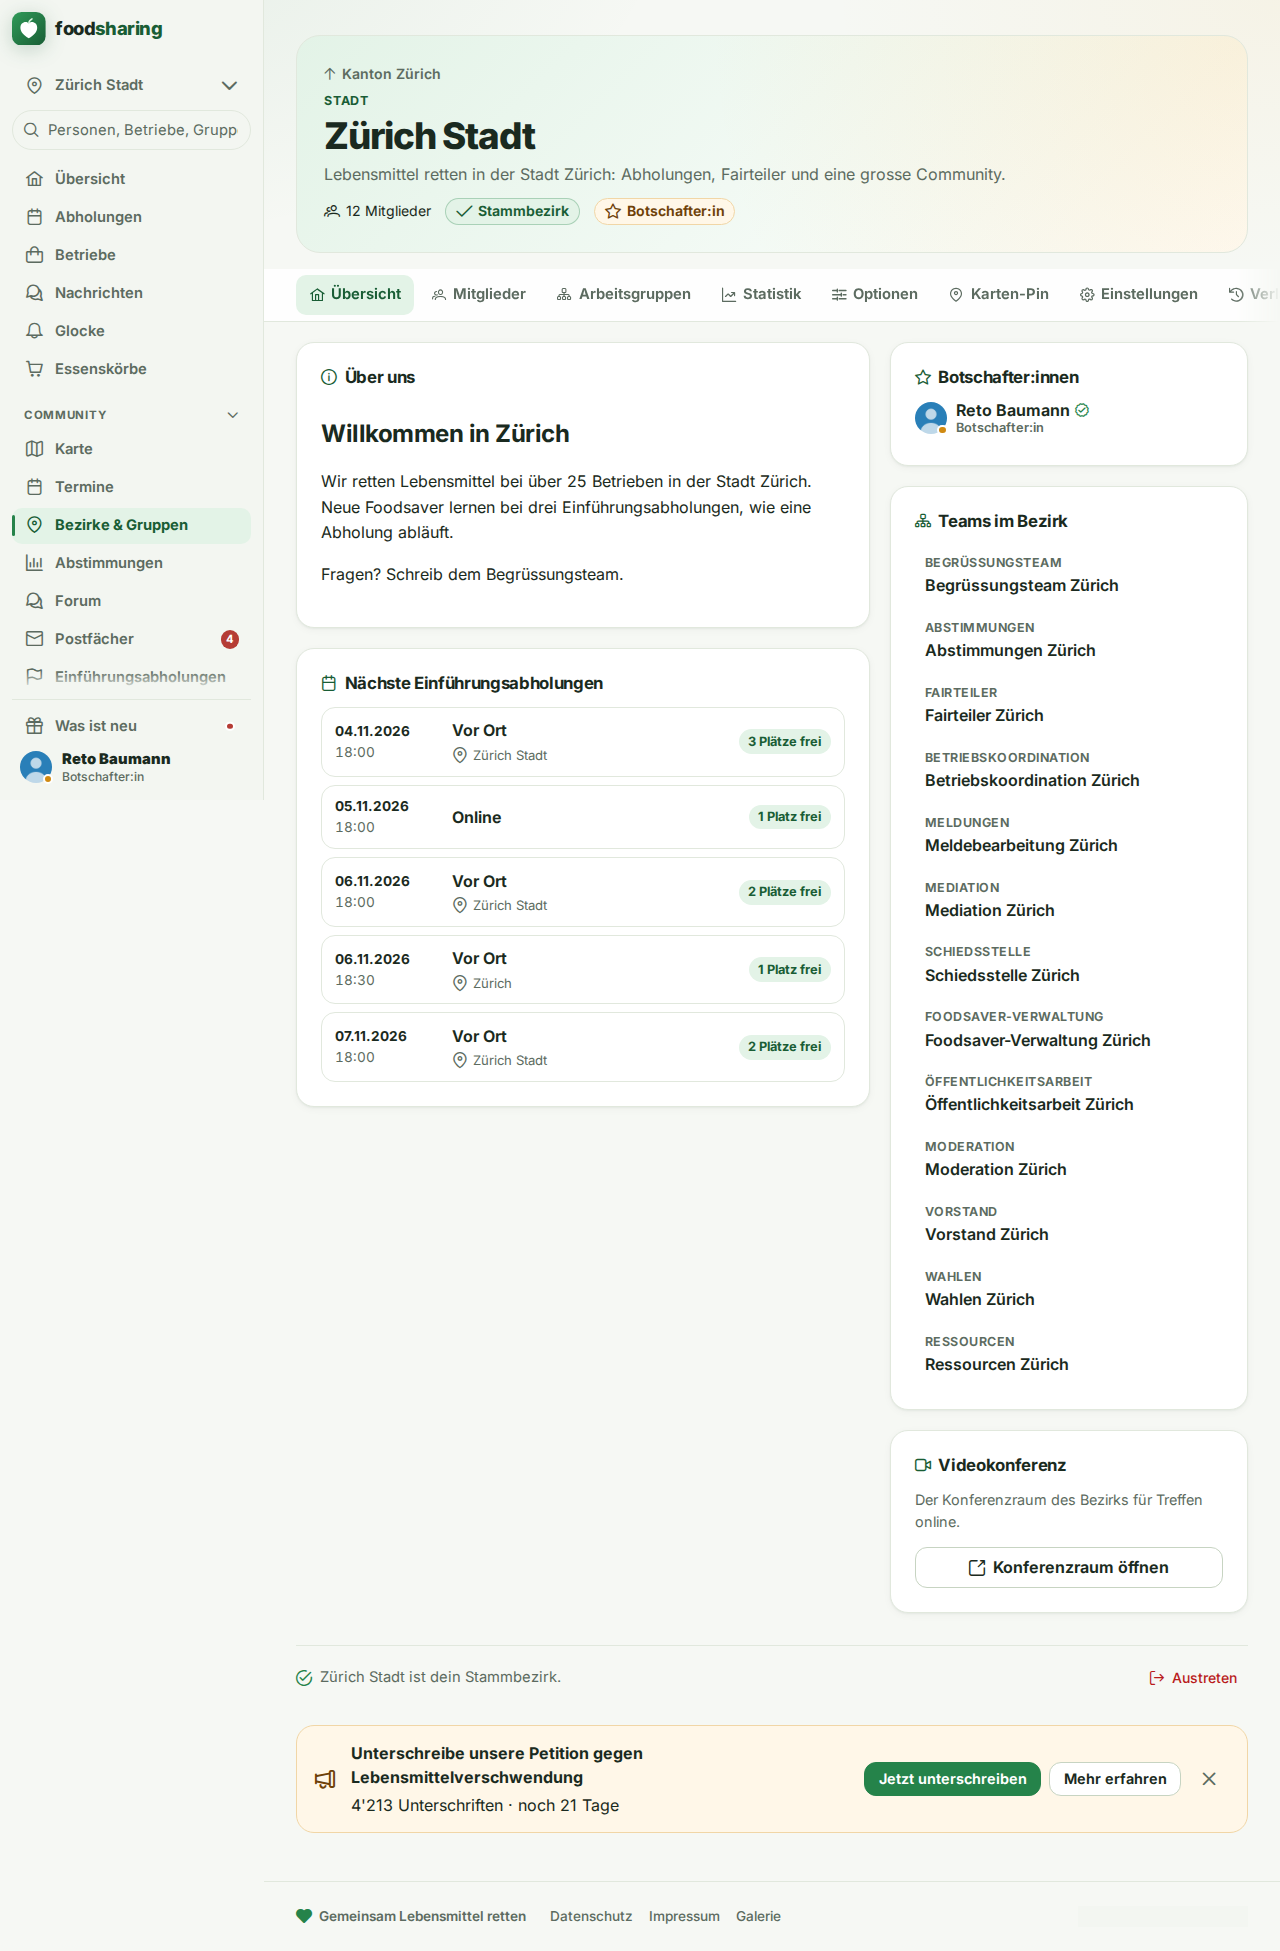 foodsharing
Zürich Stadt
Personen, Betriebe, Grupp
Übersicht
Abholungen
Betriebe
Nachrichten
Glocke
Essenskörbe
COMMUNITY
Karte
Termine
Bezirke & Gruppen
Abstimmungen
Forum
Postfächer 4
Einführungsabholungen
Was ist neu
Reto Baumann
Botschafter:in
Kanton Zürich
STADT
Zürich Stadt
Lebensmittel retten in der Stadt Zürich: Abholungen, Fairteiler und eine grosse Community.
12 Mitglieder Stammbezirk Botschafter:in
Übersicht Mitglieder Arbeitsgruppen Statistik Optionen Karten-Pin Einstellungen
Über uns
Willkommen in Zürich
Wir retten Lebensmittel bei über 25 Betrieben in der Stadt Zürich.
Neue Foodsaver lernen bei drei Einführungsabholungen, wie eine
Abholung abläuft.
Fragen? Schreib dem Begrüssungsteam.
Nächste Einführungsabholungen
04.11.2026 Vor Ort
18:00 Zürich Stadt
3 Plätze frei
05.11.2026
18:00
Online
1 Platz frei
06.11.2026 Vor Ort
18:00 Zürich Stadt
2 Plätze frei
06.11.2026 Vor Ort
18:30 Zürich
1 Platz frei
07.11.2026 Vor Ort
18:00 Zürich Stadt
2 Plätze frei
Botschafter:innen
Reto Baumann
Botschafter:in
Teams im Bezirk
BEGRÜSSUNGSTEAM
Begrüssungsteam Zürich
ABSTIMMUNGEN
Abstimmungen Zürich
FAIRTEILER
Fairteiler Zürich
BETRIEBSKOORDINATION
Betriebskoordination Zürich
MELDUNGEN
Meldebearbeitung Zürich
MEDIATION
Mediation Zürich
SCHIEDSSTELLE
Schiedsstelle Zürich
FOODSAVER-VERWALTUNG
Foodsaver-Verwaltung Zürich
ÖFFENTLICHKEITSARBEIT
Öffentlichkeitsarbeit Zürich
MODERATION
Moderation Zürich
VORSTAND
Vorstand Zürich
WAHLEN
Wahlen Zürich
RESSOURCEN
Ressourcen Zürich
Videokonferenz
Der Konferenzraum des Bezirks für Treffen
online.
Konferenzraum öffnen
Zürich Stadt ist dein Stammbezirk.
Austreten
Unterschreibe unsere Petition gegen
Lebensmittelverschwendung
4'213 Unterschriften · noch 21 Tage
Jetzt unterschreiben Mehr erfahren
Gemeinsam Lebensmittel retten Datenschutz Impressum Galerie